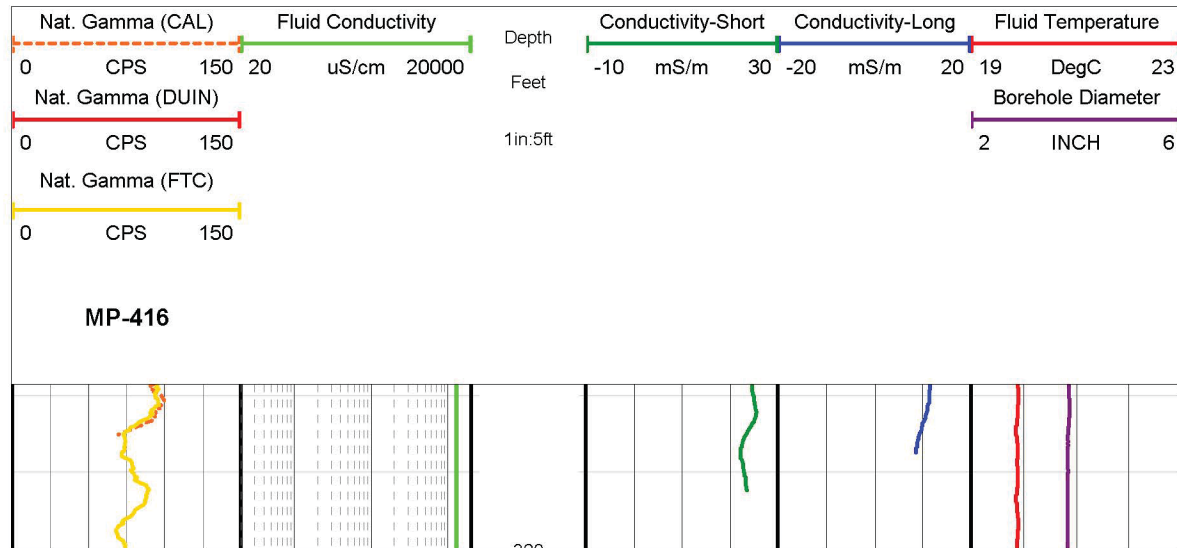 Nat. Gamma (CAL)
0 CPS 150
Nat. Gamma (DUIN)
0 CPS 150
Nat. Gamma (FTC)
0 CPS 150
Fluid Conductivity
20 uS/cm 20000
Depth
Feet
1in:5ft
Conductivity-Short
-10 mS/m 30
Conductivity-Long
-20 mS/m 20
Fluid Temperature
19 DegC 23
Borehole Diameter
2 INCH 6
MP-416